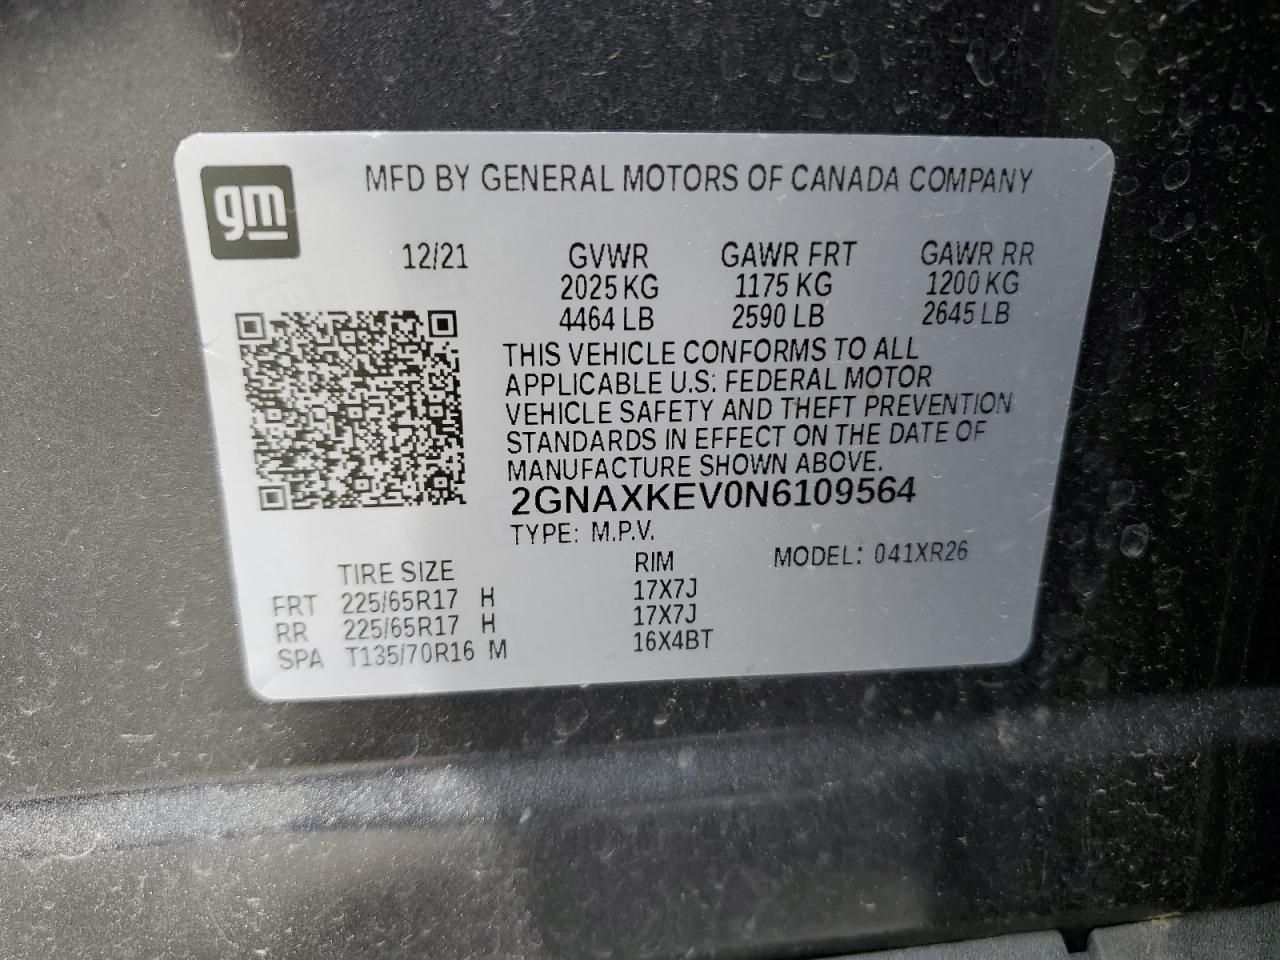 gm
MFD BY GENERAL MOTORS OF CANADA COMPANY
12/21 GVWR GAWR FRT GAWR RR
2025 KG 1175 KG 1200 KG
4464 LB 2590 LB 2645 LB
THIS VEHICLE CONFORMS TO ALL
APPLICABLE U.S. FEDERAL MOTOR
VEHICLE SAFETY AND THEFT PREVENTION
STANDARDS IN EFFECT ON THE DATE OF
MANUFACTURE SHOWN ABOVE.
2GNAXKEV0N6109564
TYPE: M.P.V.
MODEL: 041XR26
TIRE SIZE RIM
FRT 225/65R17 H 17X7J
RR 225/65R17 H 17X7J
SPA T135/70R16 M 16X4BT